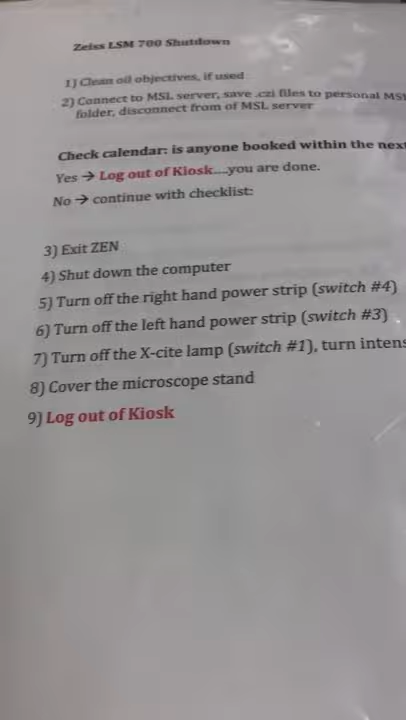 Zeiss LSM 700 Shutdown
1) Clean oil objectives, if used
2) Connect to MSL server, save .czi files to personal MSL
folder, disconnect from of MSL server
Check calendar: is anyone booked within the next
Yes → Log out of Kiosk....you are done.
No → continue with checklist:
3) Exit ZEN
4) Shut down the computer
5) Turn off the right hand power strip (switch #4)
6) Turn off the left hand power strip (switch #3)
7) Turn off the X-cite lamp (switch #1), turn intens
8) Cover the microscope stand
9) Log out of Kiosk